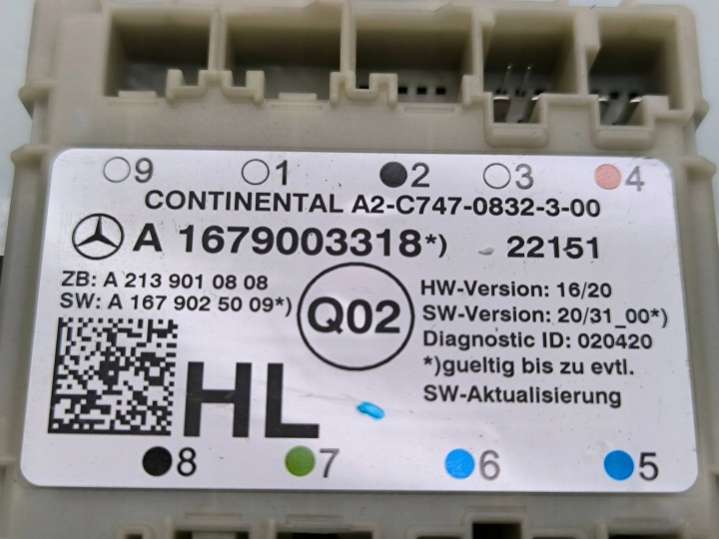 9 1 2 3 4
CONTINENTAL A2-C747-0832-3-00
A 1679003318*) 22151
ZB: A 213 901 08 08
SW: A 167 902 50 09*)
Q02
HW-Version: 16/20
SW-Version: 20/31_00*)
Diagnostic ID: 020420
*)gueltig bis zu evtl.
SW-Aktualisierung
HL
8 7 6 5